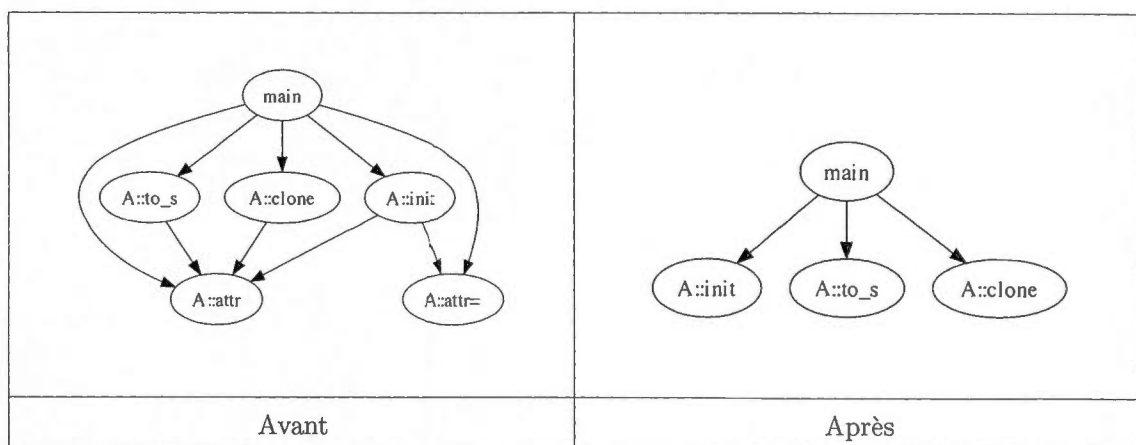 main
A::to_s
A::clone
A::init
A::attr
A::attr=
main
A::init
A::to_s
A::clone
Avant
Après